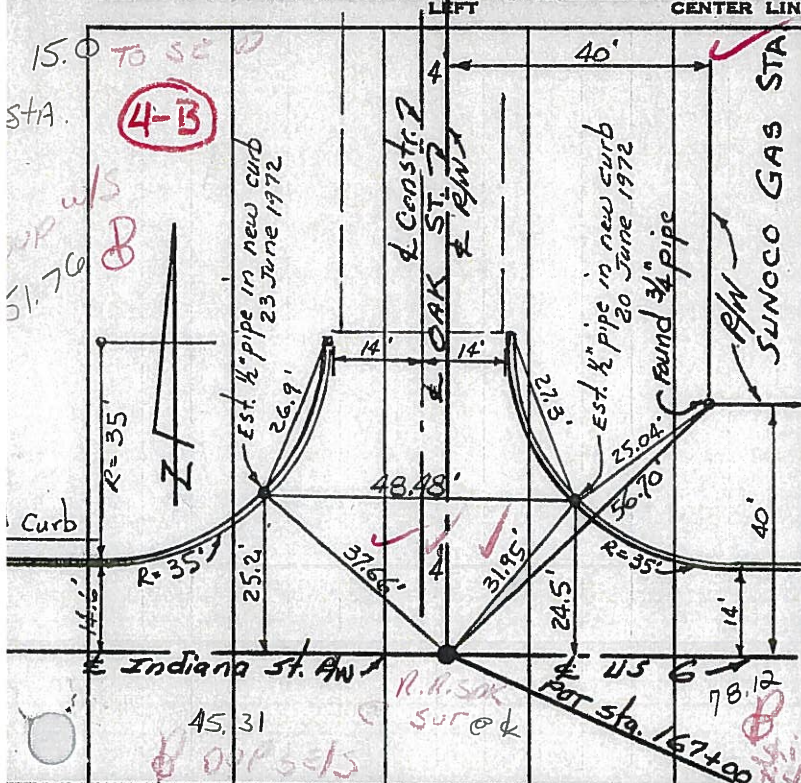 LEFT
CENTER LIN
15.0 TO SE
STA.
4-B
w/s
B
51.76
40'
4
Est. ½" pipe in new curb
23 June 1972
℄ Constr.
℄ OAK ST.
℄ R/W
Est. ½" pipe in new curb
20 June 1972
Found ¾" pipe
R/W
SUNOCO GAS STA
14'
14'
R=35'
N
26.9'
27.3'
25.04'
56.70'
48.48'
40'
Curb
14.6'
R=35'
25.2'
37.66'
4
31.95'
24.5'
R=35'
14'
℄ Indiana St. R/W
℄ US 6
R.R. SPK
Sur @ ℄
POT Sta. 167+00
78.12
B
45.31
B